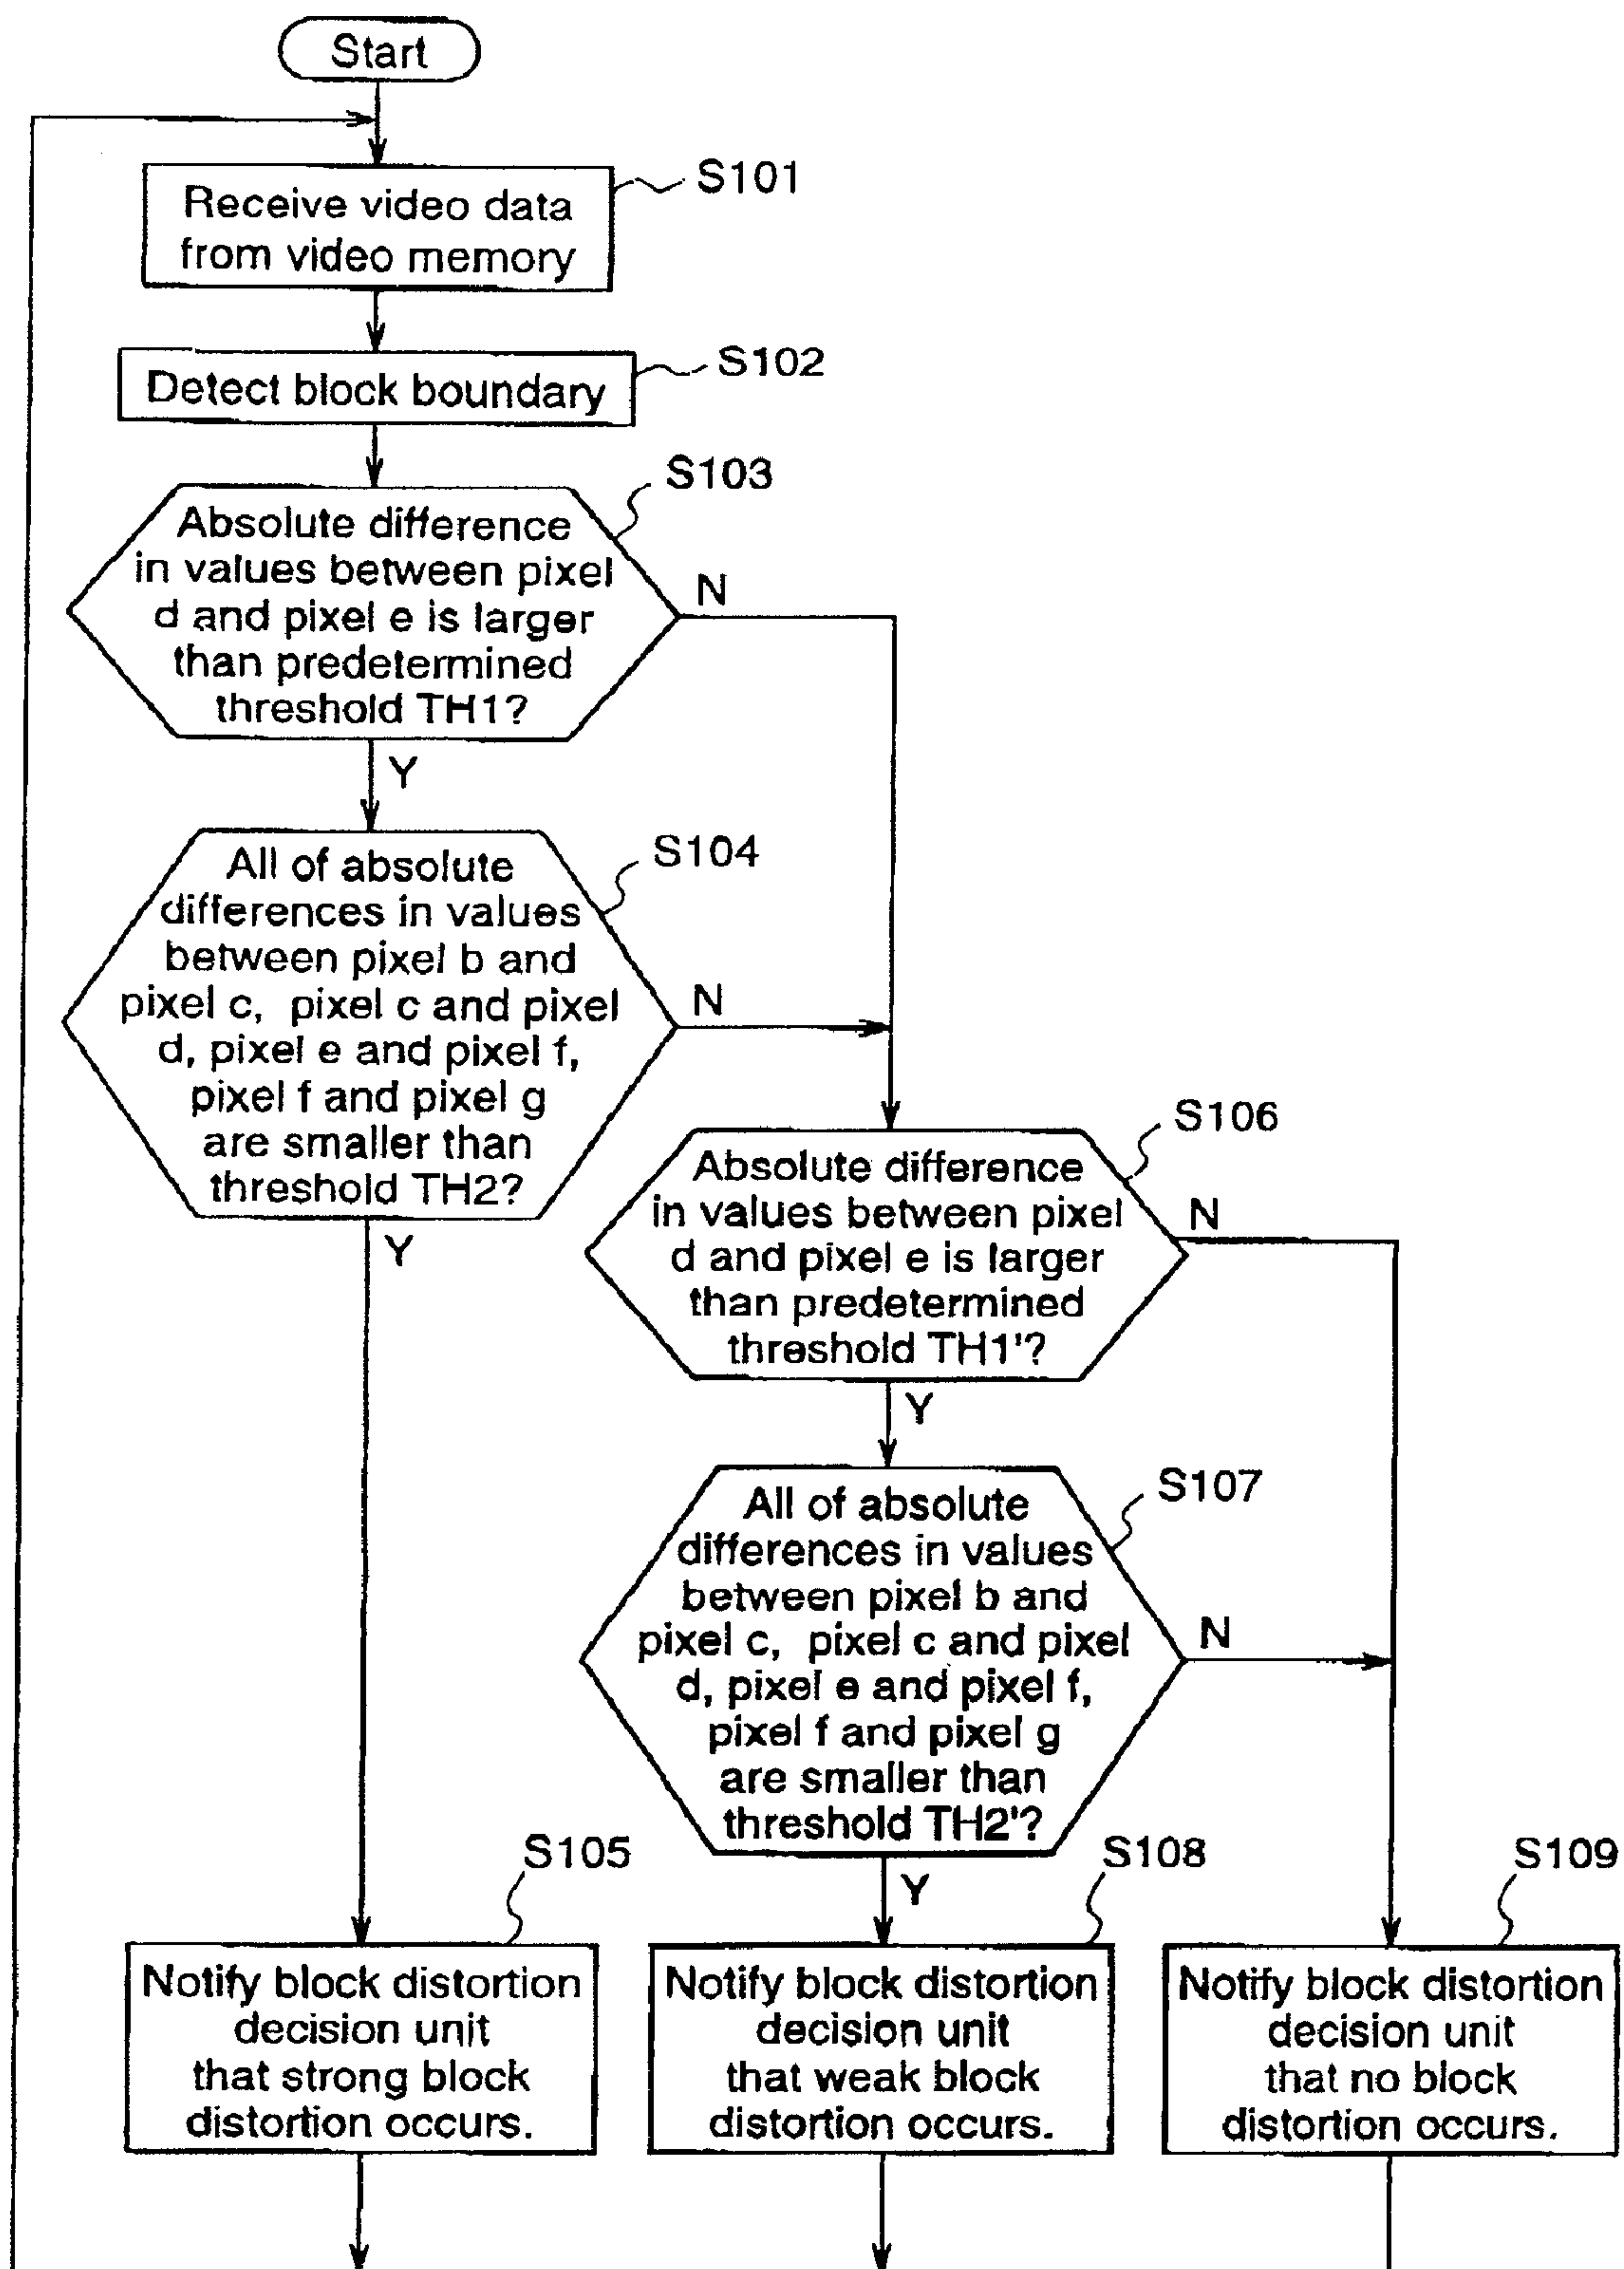 Start
S101
Receive video data
from video memory
S102
Detect block boundary
S103
Absolute difference
in values between pixel
d and pixel e is larger
than predetermined
threshold TH1?
N
Y
S104
All of absolute
differences in values
between pixel b and
pixel c, pixel c and pixel
d, pixel e and pixel f,
pixel f and pixel g
are smaller than
threshold TH2?
N
Y
S106
Absolute difference
in values between pixel
d and pixel e is larger
than predetermined
threshold TH1'?
N
Y
S107
All of absolute
differences in values
between pixel b and
pixel c, pixel c and pixel
d, pixel e and pixel f,
pixel f and pixel g
are smaller than
threshold TH2'?
N
Y
S105
Notify block distortion
decision unit
that strong block
distortion occurs.
S108
Notify block distortion
decision unit
that weak block
distortion occurs.
S109
Notify block distortion
decision unit
that no block
distortion occurs.